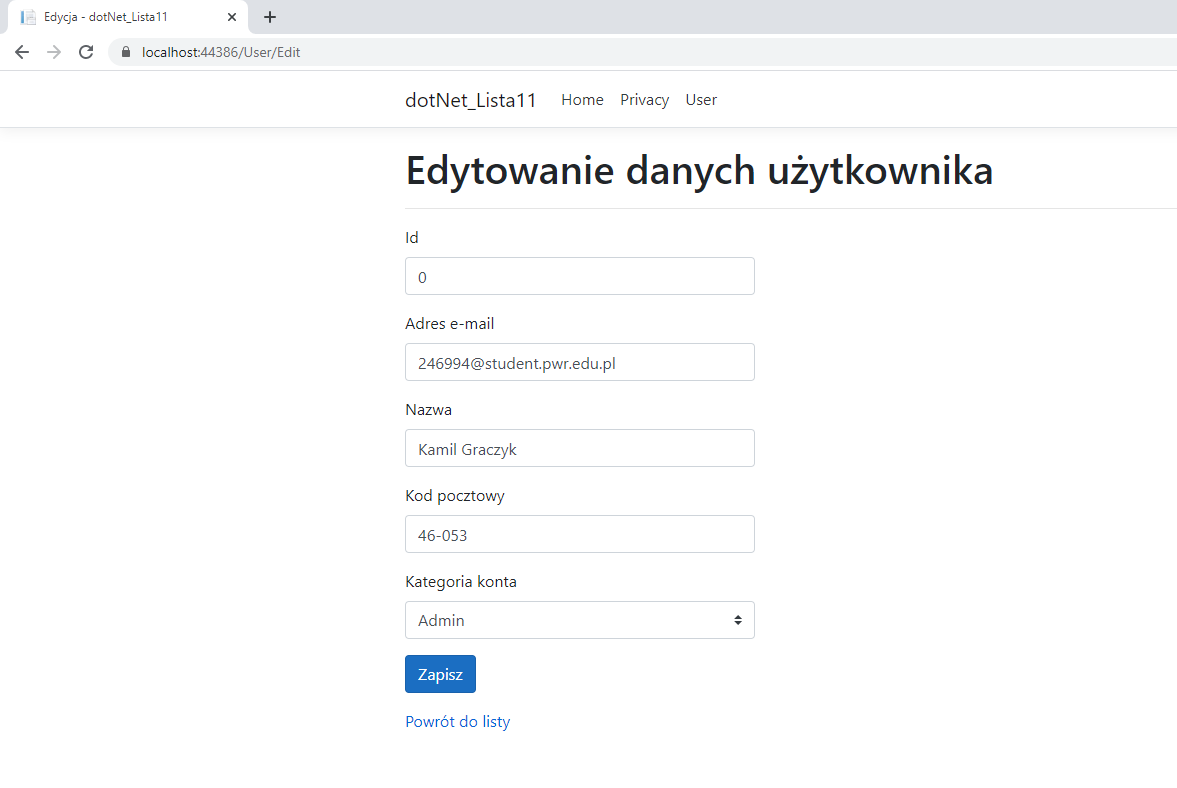 Edycja - dotNet_Lista11
localhost:44386/User/Edit
dotNet_Lista11 Home Privacy User
Edytowanie danych użytkownika
Id
0
Adres e-mail
246994@student.pwr.edu.pl
Nazwa
Kamil Graczyk
Kod pocztowy
46-053
Kategoria konta
Admin
Zapisz
Powrót do listy